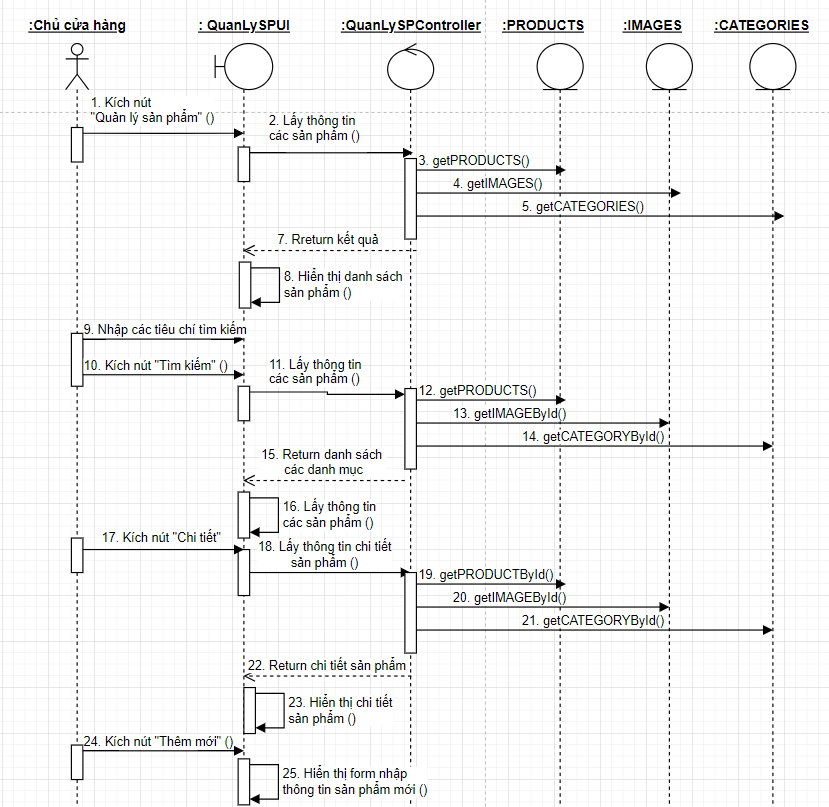 :Chủ cửa hàng
: QuanLySPUI
:QuanLySPController
:PRODUCTS
:IMAGES
:CATEGORIES
1. Kích nút
"Quản lý sản phẩm" ()
2. Lấy thông tin
các sản phẩm ()
3. getPRODUCTS()
4. getIMAGES()
5. getCATEGORIES()
7. Rreturn kết quả
8. Hiển thị danh sách
sản phẩm ()
9. Nhập các tiêu chí tìm kiếm
10. Kích nút "Tìm kiếm" ()
11. Lấy thông tin
các sản phẩm ()
12. getPRODUCTS()
13. getIMAGEById()
14. getCATEGORYById()
15. Return danh sách
các danh mục
16. Lấy thông tin
các sản phẩm ()
17. Kích nút "Chi tiết"
18. Lấy thông tin chi tiết
sản phẩm ()
19. getPRODUCTById()
20. getIMAGEById()
21. getCATEGORYById()
22. Return chi tiết sản phẩm
23. Hiển thị chi tiết
sản phẩm ()
24. Kích nút "Thêm mới" ()
25. Hiển thị form nhập
thông tin sản phẩm mới ()